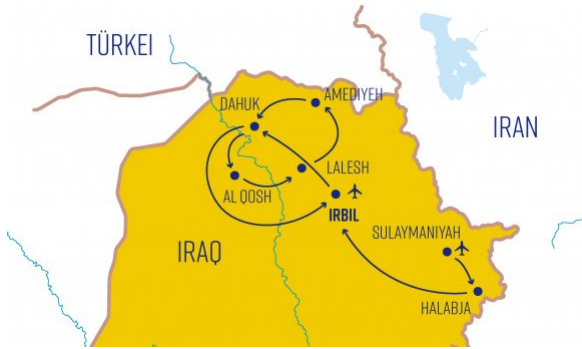 TÜRKEI
AMEDIYEH
DAHUK
IRAN
LALESH
AL QOSH
IRBIL
SULAYMANIYAH
IRAQ
HALABJA